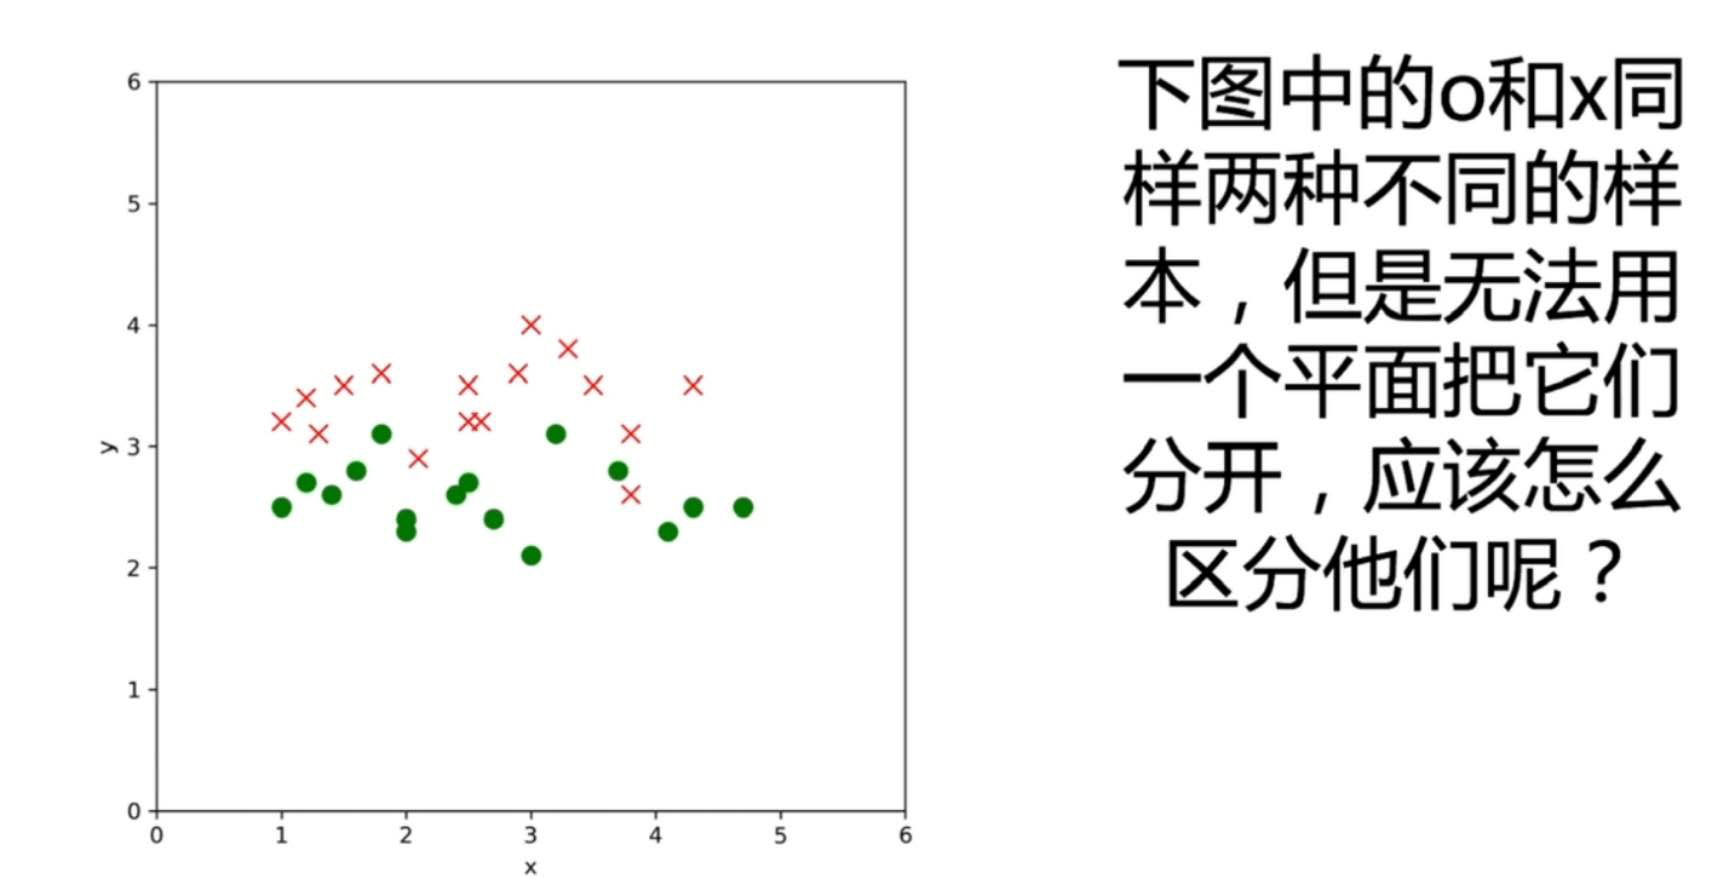 6
5
4
3
2
1
0
y
0 1 2 3 4 5 6
x
下图中的o和x同
样两种不同的样
本，但是无法用
一个平面把它们
分开，应该怎么
区分他们呢？